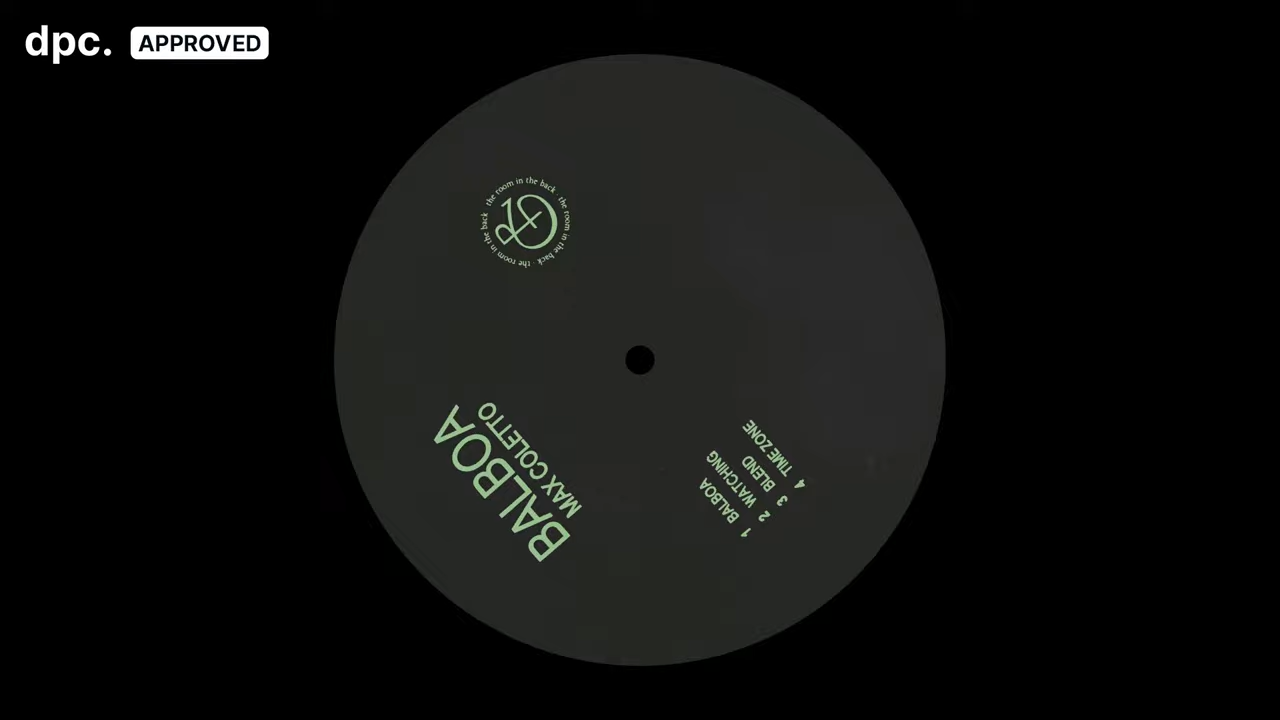 dpc.
APPROVED
the room in the back · the room in the back · the room in the back ·
BALBOA
MAX COLETTO
1 BALBOA
2 WATCHING
3 BLEND
4 TIME ZONE